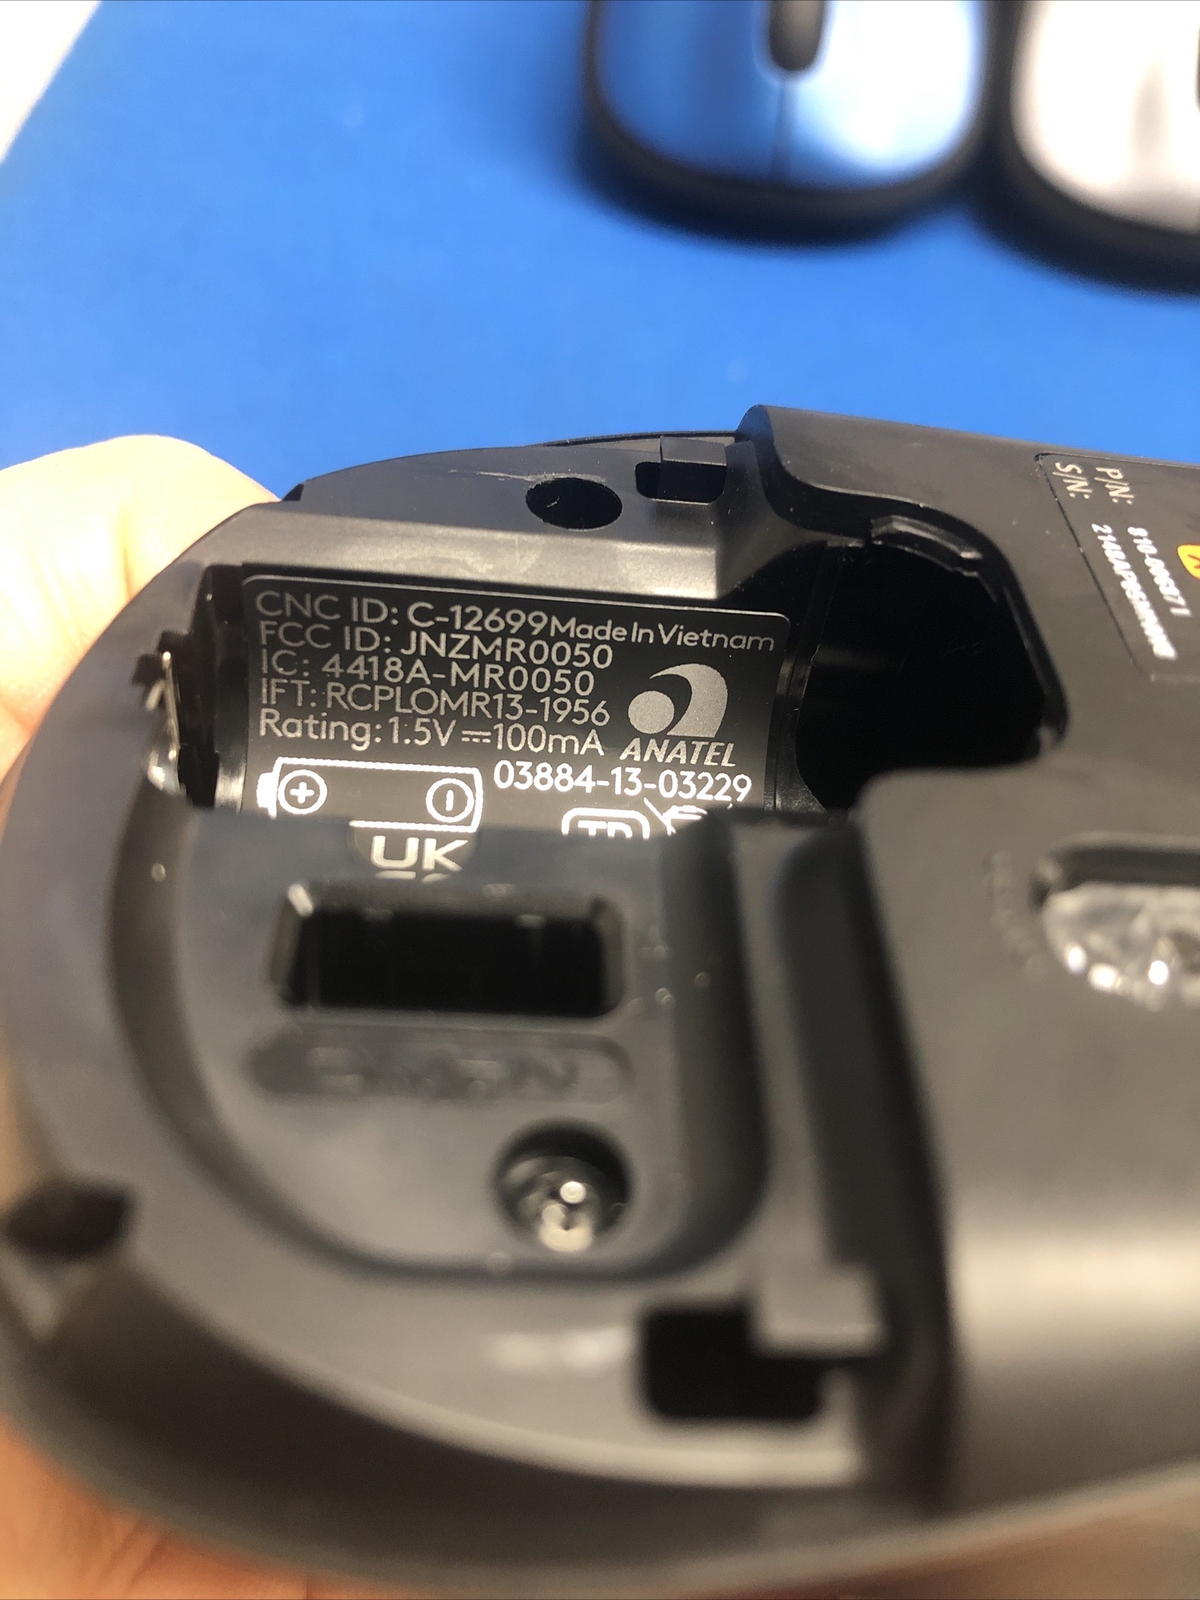 CNC ID: C-12699 Made In Vietnam
FCC ID: JNZMR0050
IC: 4418A-MR0050
IFT: RCPLOMR13-1956
Rating: 1.5V ⎓ 100mA
ANATEL
03884-13-03229
+ -
UK
P/N:
S/N: